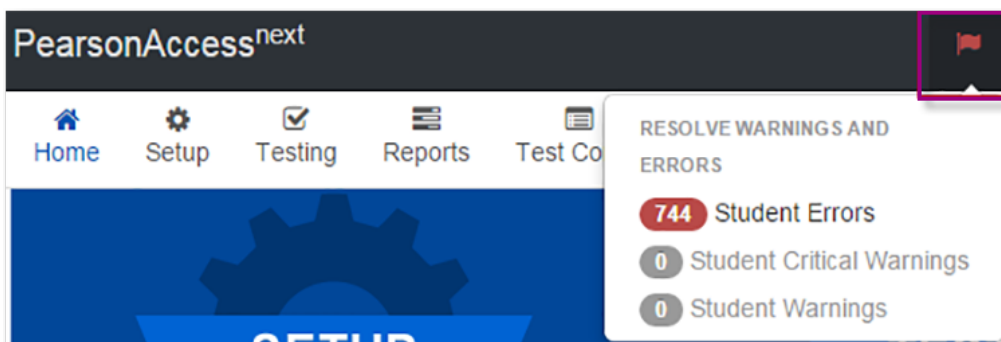 PearsonAccessnext
Home Setup Testing Reports Test Co
RESOLVE WARNINGS AND
ERRORS
744 Student Errors
0 Student Critical Warnings
0 Student Warnings